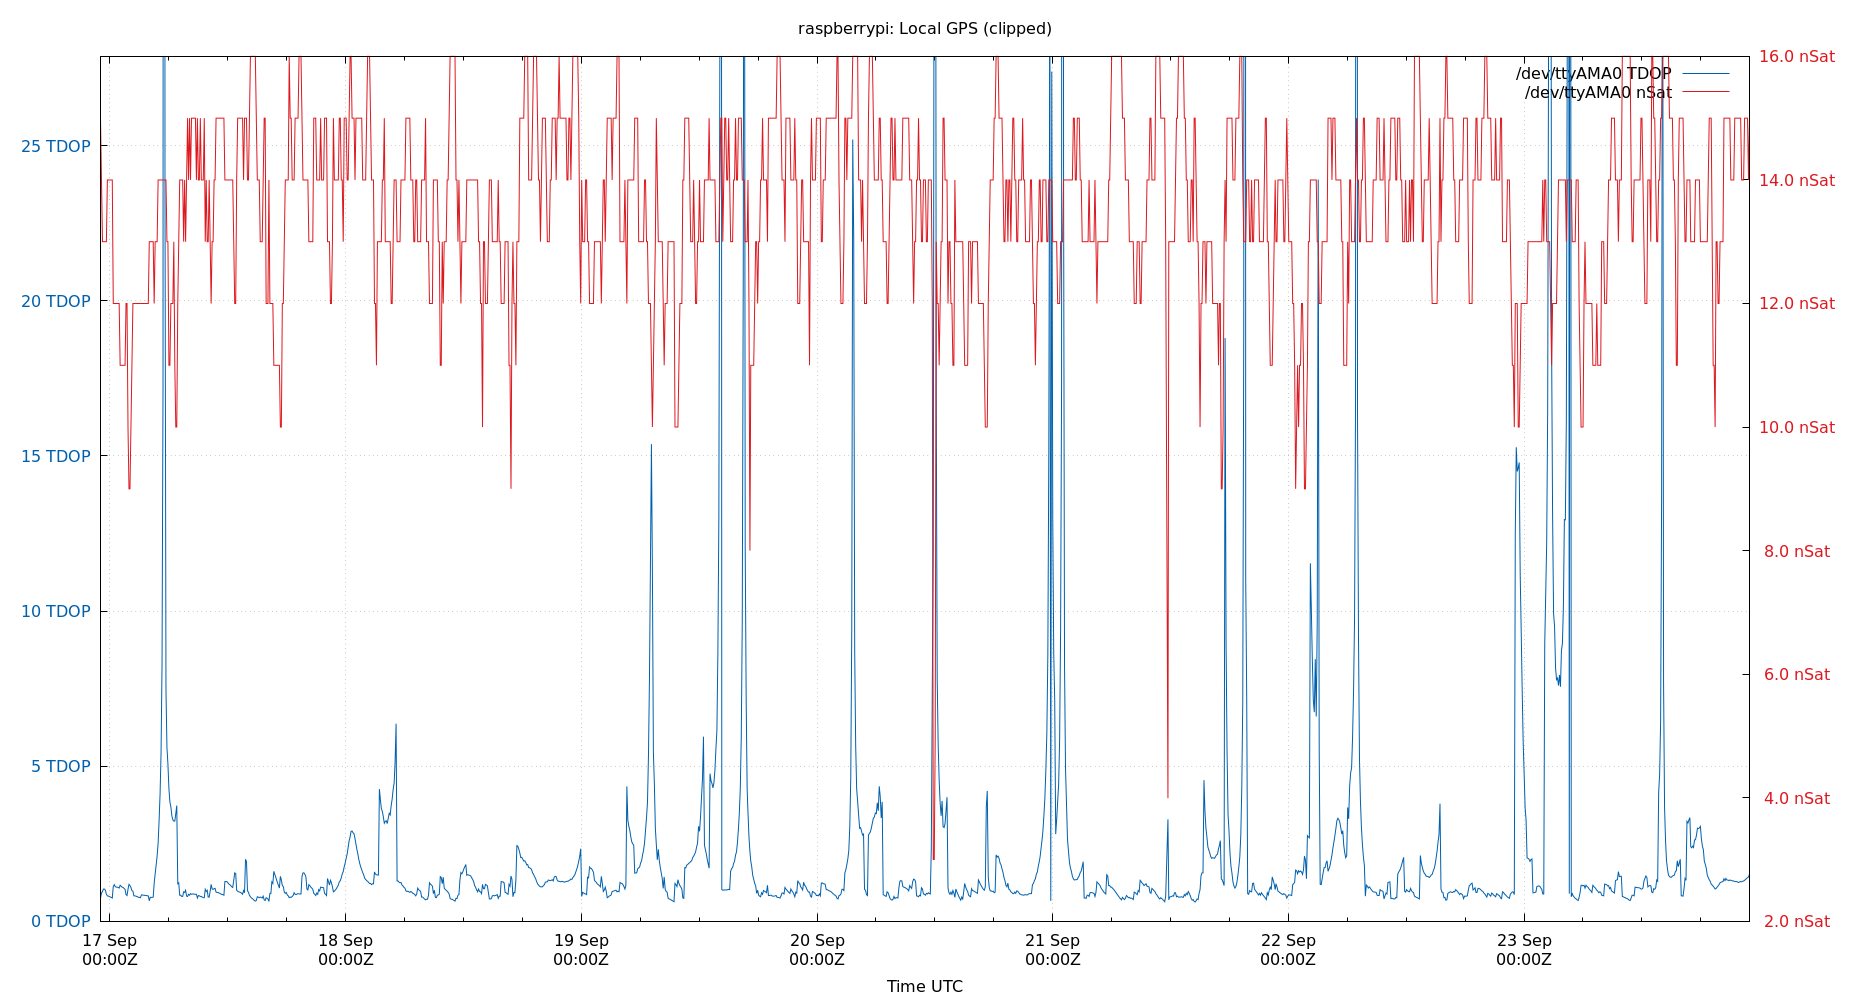 raspberrypi: Local GPS (clipped)
/dev/ttyAMA0 TDOP
/dev/ttyAMA0 nSat
25 TDOP
20 TDOP
15 TDOP
10 TDOP
5 TDOP
0 TDOP
16.0 nSat
14.0 nSat
12.0 nSat
10.0 nSat
8.0 nSat
6.0 nSat
4.0 nSat
2.0 nSat
17 Sep
00:00Z
18 Sep
00:00Z
19 Sep
00:00Z
20 Sep
00:00Z
21 Sep
00:00Z
22 Sep
00:00Z
23 Sep
00:00Z
Time UTC